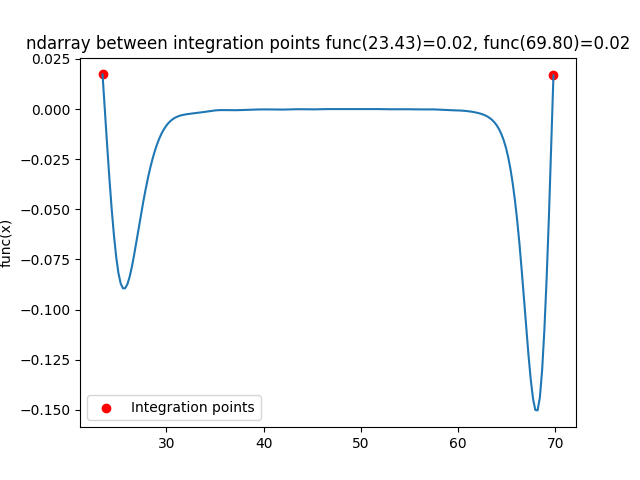 ndarray between integration points func(23.43)=0.02, func(69.80)=0.02
0.025
0.000
−0.025
−0.050
−0.075
−0.100
−0.125
−0.150
func(x)
Integration points
30 40 50 60 70